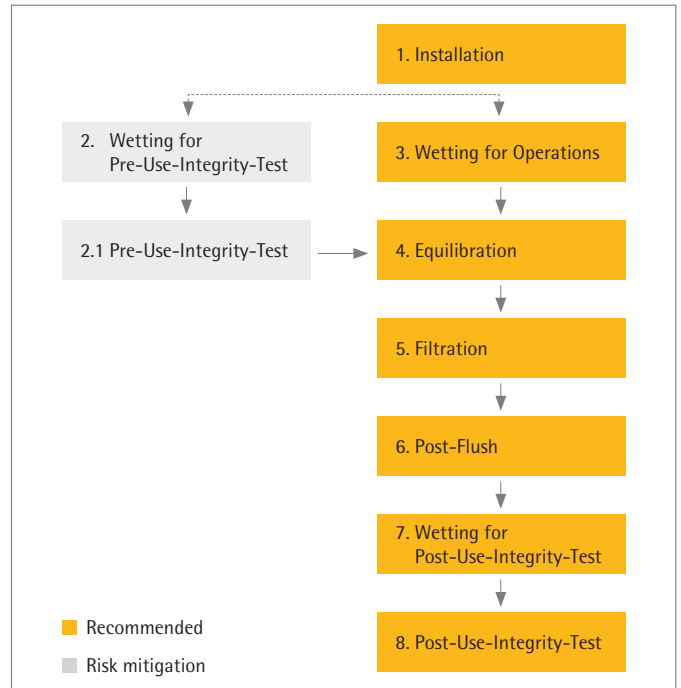 1. Installation
2. Wetting for
Pre-Use-Integrity-Test
3. Wetting for Operations
2.1 Pre-Use-Integrity-Test
4. Equilibration
5. Filtration
6. Post-Flush
7. Wetting for
Post-Use-Integrity-Test
8. Post-Use-Integrity-Test
Recommended
Risk mitigation